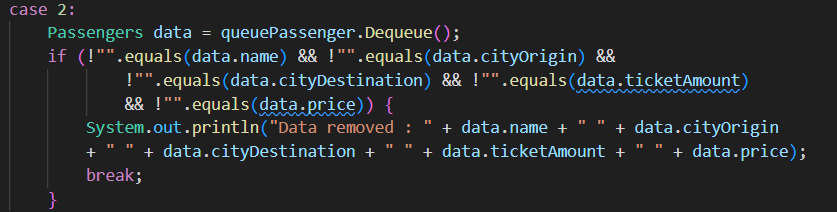 case 2:
    Passengers data = queuePassenger.Dequeue();
    if (!"".equals(data.name) && !"".equals(data.cityOrigin) &&
            !"".equals(data.cityDestination) && !"".equals(data.ticketAmount)
            && !"".equals(data.price)) {
        System.out.println("Data removed : " + data.name + " " + data.cityOrigin
        + " " + data.cityDestination + " " + data.ticketAmount + " " + data.price);
        break;
    }